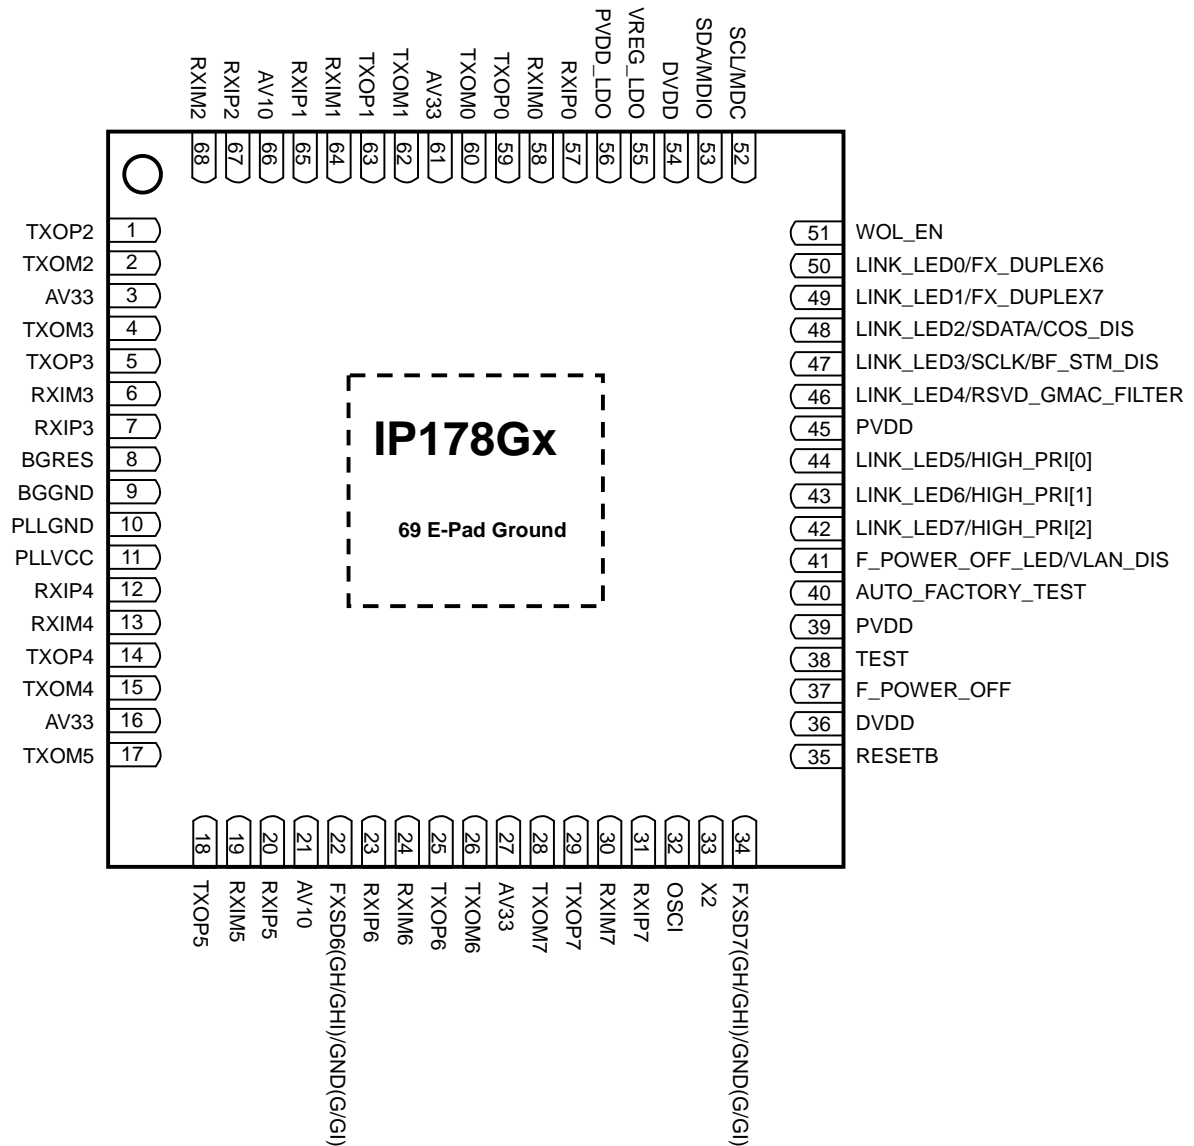 RXIM2
RXIP2
AV10
RXIP1
RXIM1
TXOP1
TXOM1
AV33
TXOM0
TXOP0
RXIM0
RXIP0
PVDD_LDO
VREG_LDO
DVDD
SDA/MDIO
SCL/MDC
68 67 66 65 64 63 62 61 60 59 58 57 56 55 54 53 52
TXOP2 1
TXOM2 2
AV33 3
TXOM3 4
TXOP3 5
RXIM3 6
RXIP3 7
BGRES 8
BGGND 9
PLLGND 10
PLLVCC 11
RXIP4 12
RXIM4 13
TXOP4 14
TXOM4 15
AV33 16
TXOM5 17
IP178Gx
69 E-Pad Ground
51 WOL_EN
50 LINK_LED0/FX_DUPLEX6
49 LINK_LED1/FX_DUPLEX7
48 LINK_LED2/SDATA/COS_DIS
47 LINK_LED3/SCLK/BF_STM_DIS
46 LINK_LED4/RSVD_GMAC_FILTER
45 PVDD
44 LINK_LED5/HIGH_PRI[0]
43 LINK_LED6/HIGH_PRI[1]
42 LINK_LED7/HIGH_PRI[2]
41 F_POWER_OFF_LED/VLAN_DIS
40 AUTO_FACTORY_TEST
39 PVDD
38 TEST
37 F_POWER_OFF
36 DVDD
35 RESETB
18 19 20 21 22 23 24 25 26 27 28 29 30 31 32 33 34
TXOP5
RXIM5
RXIP5
AV10
FXSD6(GH/GHI)/GND(G/GI)
RXIP6
RXIM6
TXOP6
TXOM6
AV33
TXOM7
TXOP7
RXIM7
RXIP7
OSCI
X2
FXSD7(GH/GHI)/GND(G/GI)